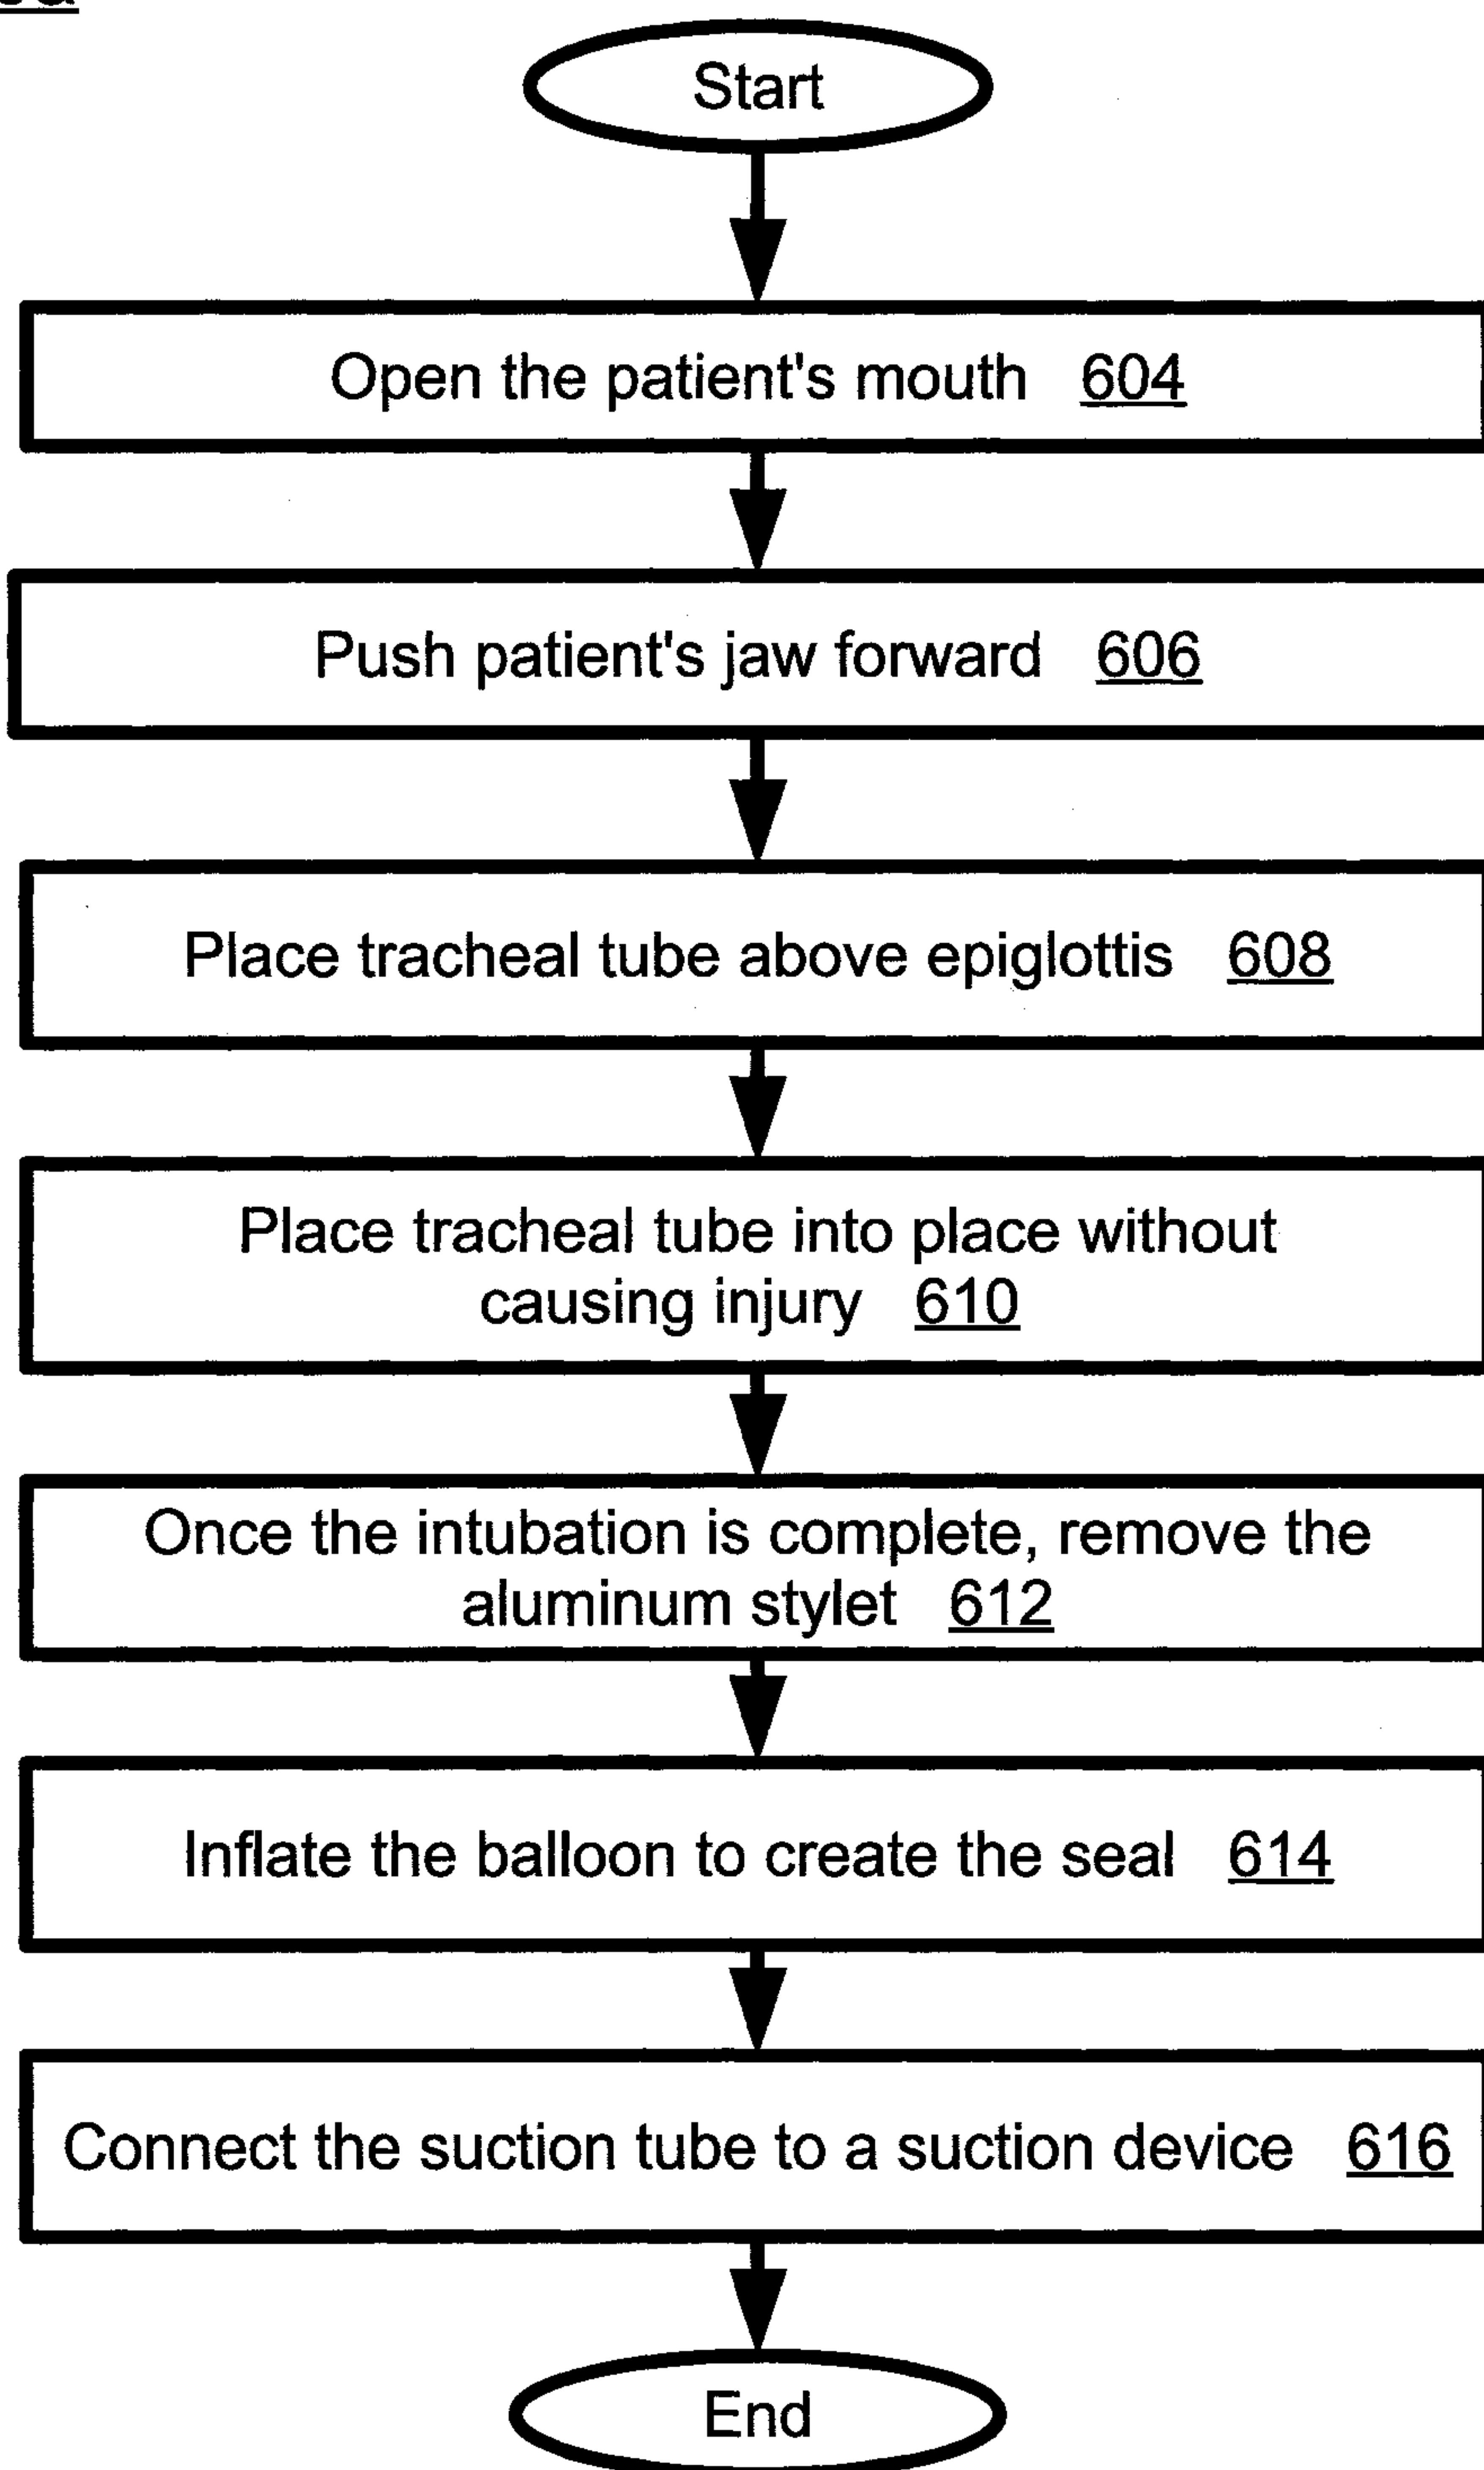 Start
Open the patient's mouth 604
Push patient's jaw forward 606
Place tracheal tube above epiglottis 608
Place tracheal tube into place without
causing injury 610
Once the intubation is complete, remove the
aluminum stylet 612
Inflate the balloon to create the seal 614
Connect the suction tube to a suction device 616
End